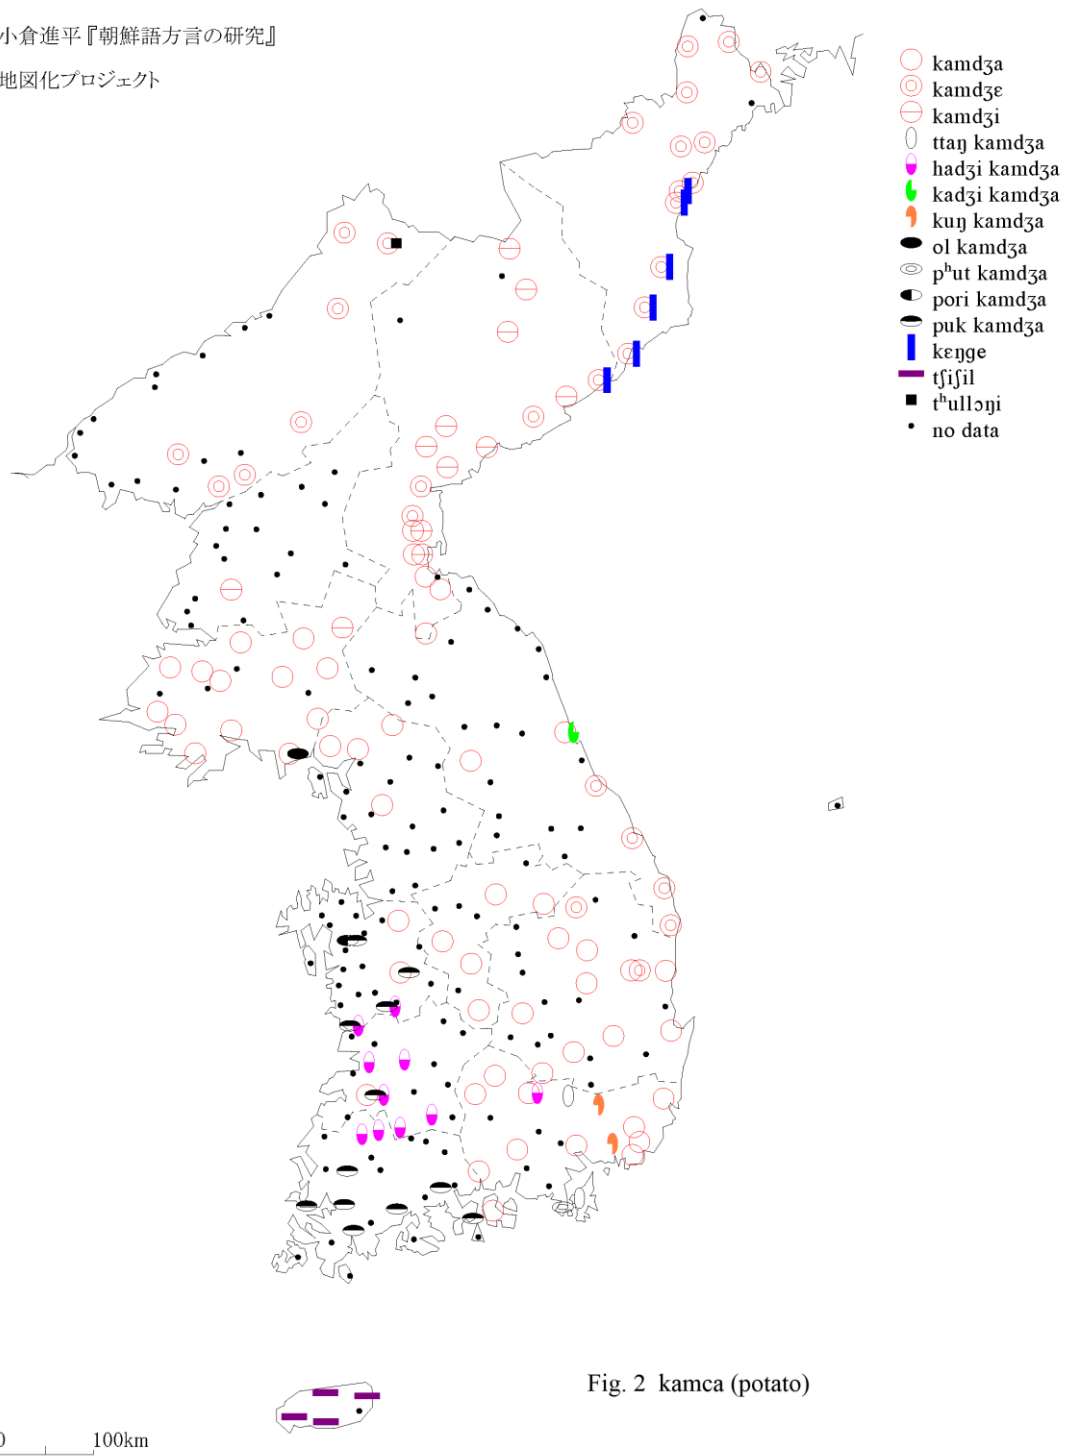 小倉進平『朝鮮語方言の研究』
地図化プロジェクト
kamdʒa
kamdʒɛ
kamdʒi
ttaŋ kamdʒa
hadʒi kamdʒa
kadʒi kamdʒa
kuŋ kamdʒa
ol kamdʒa
pʰut kamdʒa
pori kamdʒa
puk kamdʒa
kɛŋge
tʃiʃil
tʰullɔŋi
no data
Fig. 2 kamca (potato)
0 100km